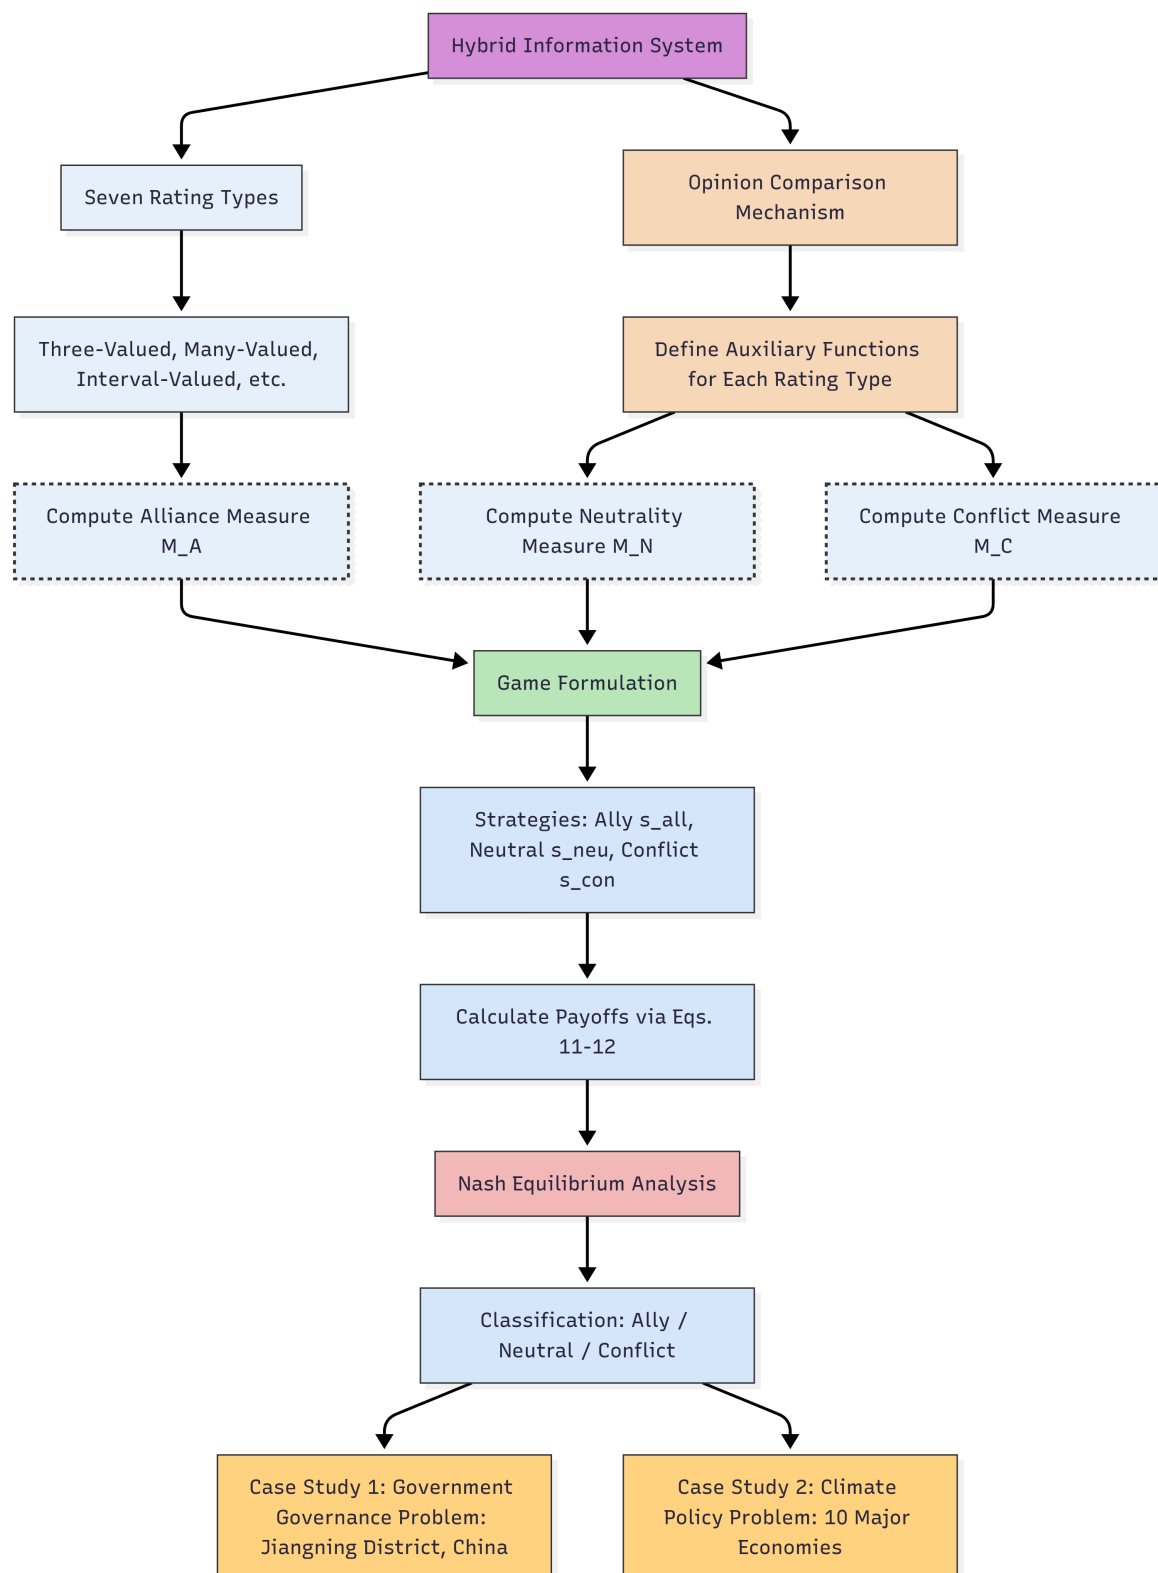 Hybrid Information System
Seven Rating Types
Opinion Comparison
Mechanism
Three-Valued, Many-Valued,
Interval-Valued, etc.
Define Auxiliary Functions
for Each Rating Type
Compute Alliance Measure
M_A
Compute Neutrality
Measure M_N
Compute Conflict Measure
M_C
Game Formulation
Strategies: Ally s_all,
Neutral s_neu, Conflict
s_con
Calculate Payoffs via Eqs.
11-12
Nash Equilibrium Analysis
Classification: Ally /
Neutral / Conflict
Case Study 1: Government
Governance Problem:
Jiangning District, China
Case Study 2: Climate
Policy Problem: 10 Major
Economies